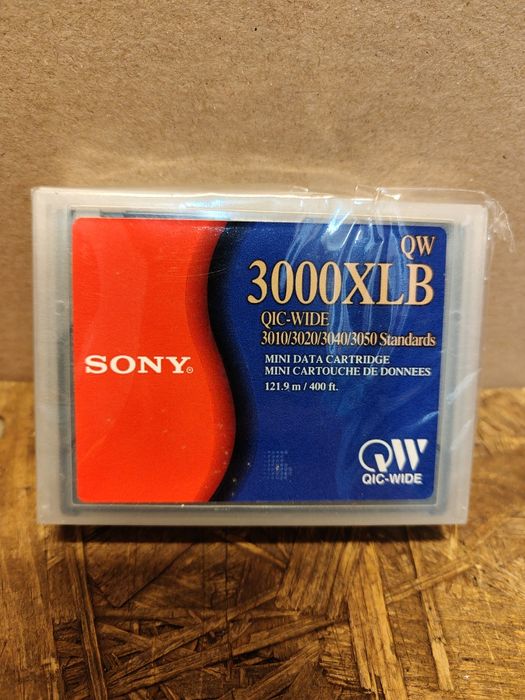 SONY®
QW
3000XLB
QIC-WIDE
3010/3020/3040/3050 Standards
MINI DATA CARTRIDGE
MINI CARTOUCHE DE DONNEES
121.9 m / 400 ft.
QW
QIC-WIDE